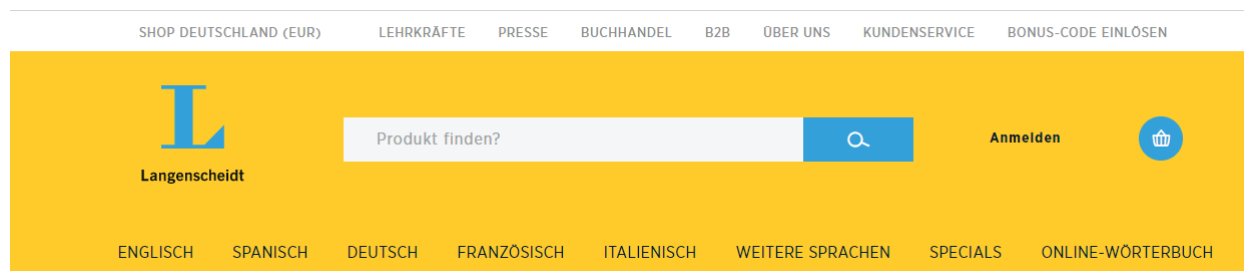 SHOP DEUTSCHLAND (EUR) LEHRKRÄFTE PRESSE BUCHHANDEL B2B ÜBER UNS KUNDENSERVICE BONUS-CODE EINLÖSEN
L
Produkt finden? Anmelden
Langenscheidt
ENGLISCH SPANISCH DEUTSCH FRANZÖSISCH ITALIENISCH WEITERE SPRACHEN SPECIALS ONLINE-WÖRTERBUCH